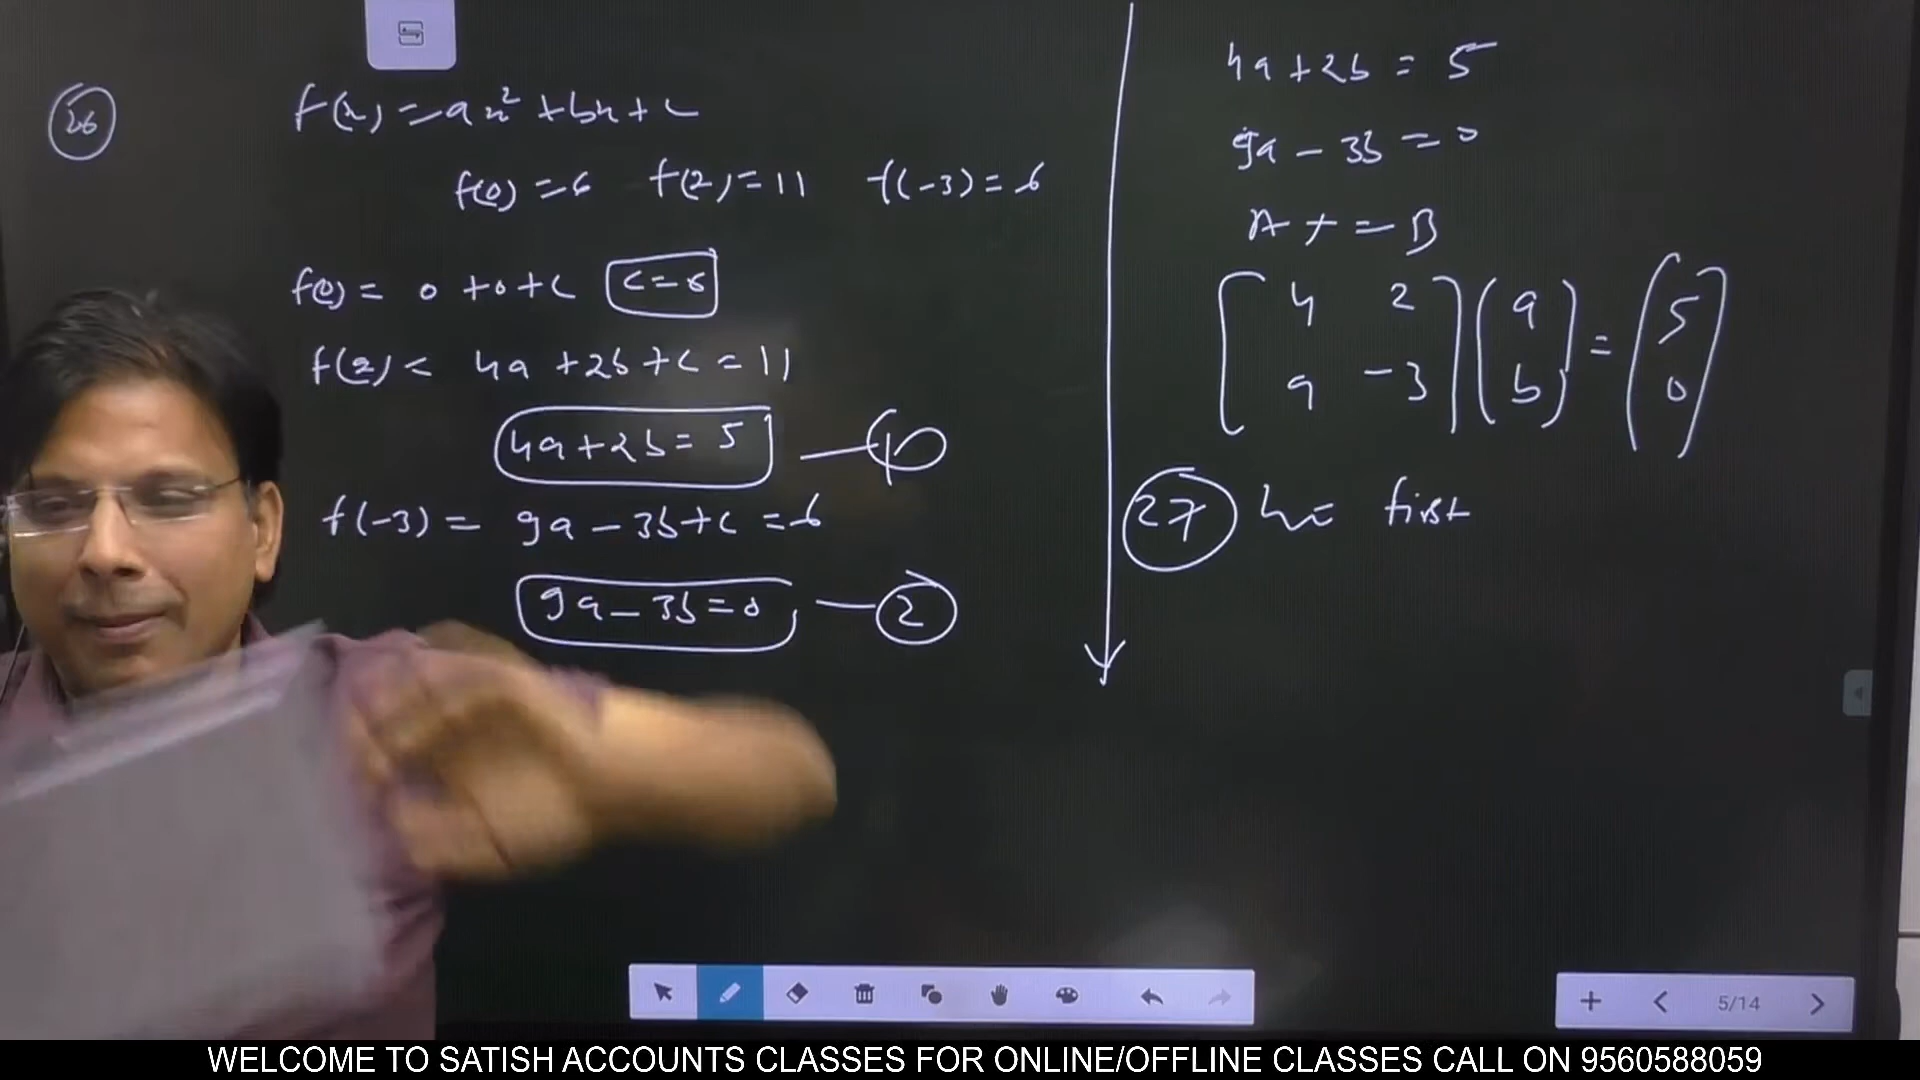 26
f(x) = ax² + bx + c
f(0) = 6 f(2) = 11 f(-3) = 6
f(0) = 0 + 0 + c c = 6
f(2) = 4a + 2b + c = 11
4a + 2b = 5 — 1
f(-3) = 9a - 3b + c = 6
9a - 3b = 0 — 2
4a + 2b = 5
9a - 3b = 0
A x = B
[4 2] (a) = (5)
[9 -3] (b) (0)
27 first
5/14
WELCOME TO SATISH ACCOUNTS CLASSES FOR ONLINE/OFFLINE CLASSES CALL ON 9560588059